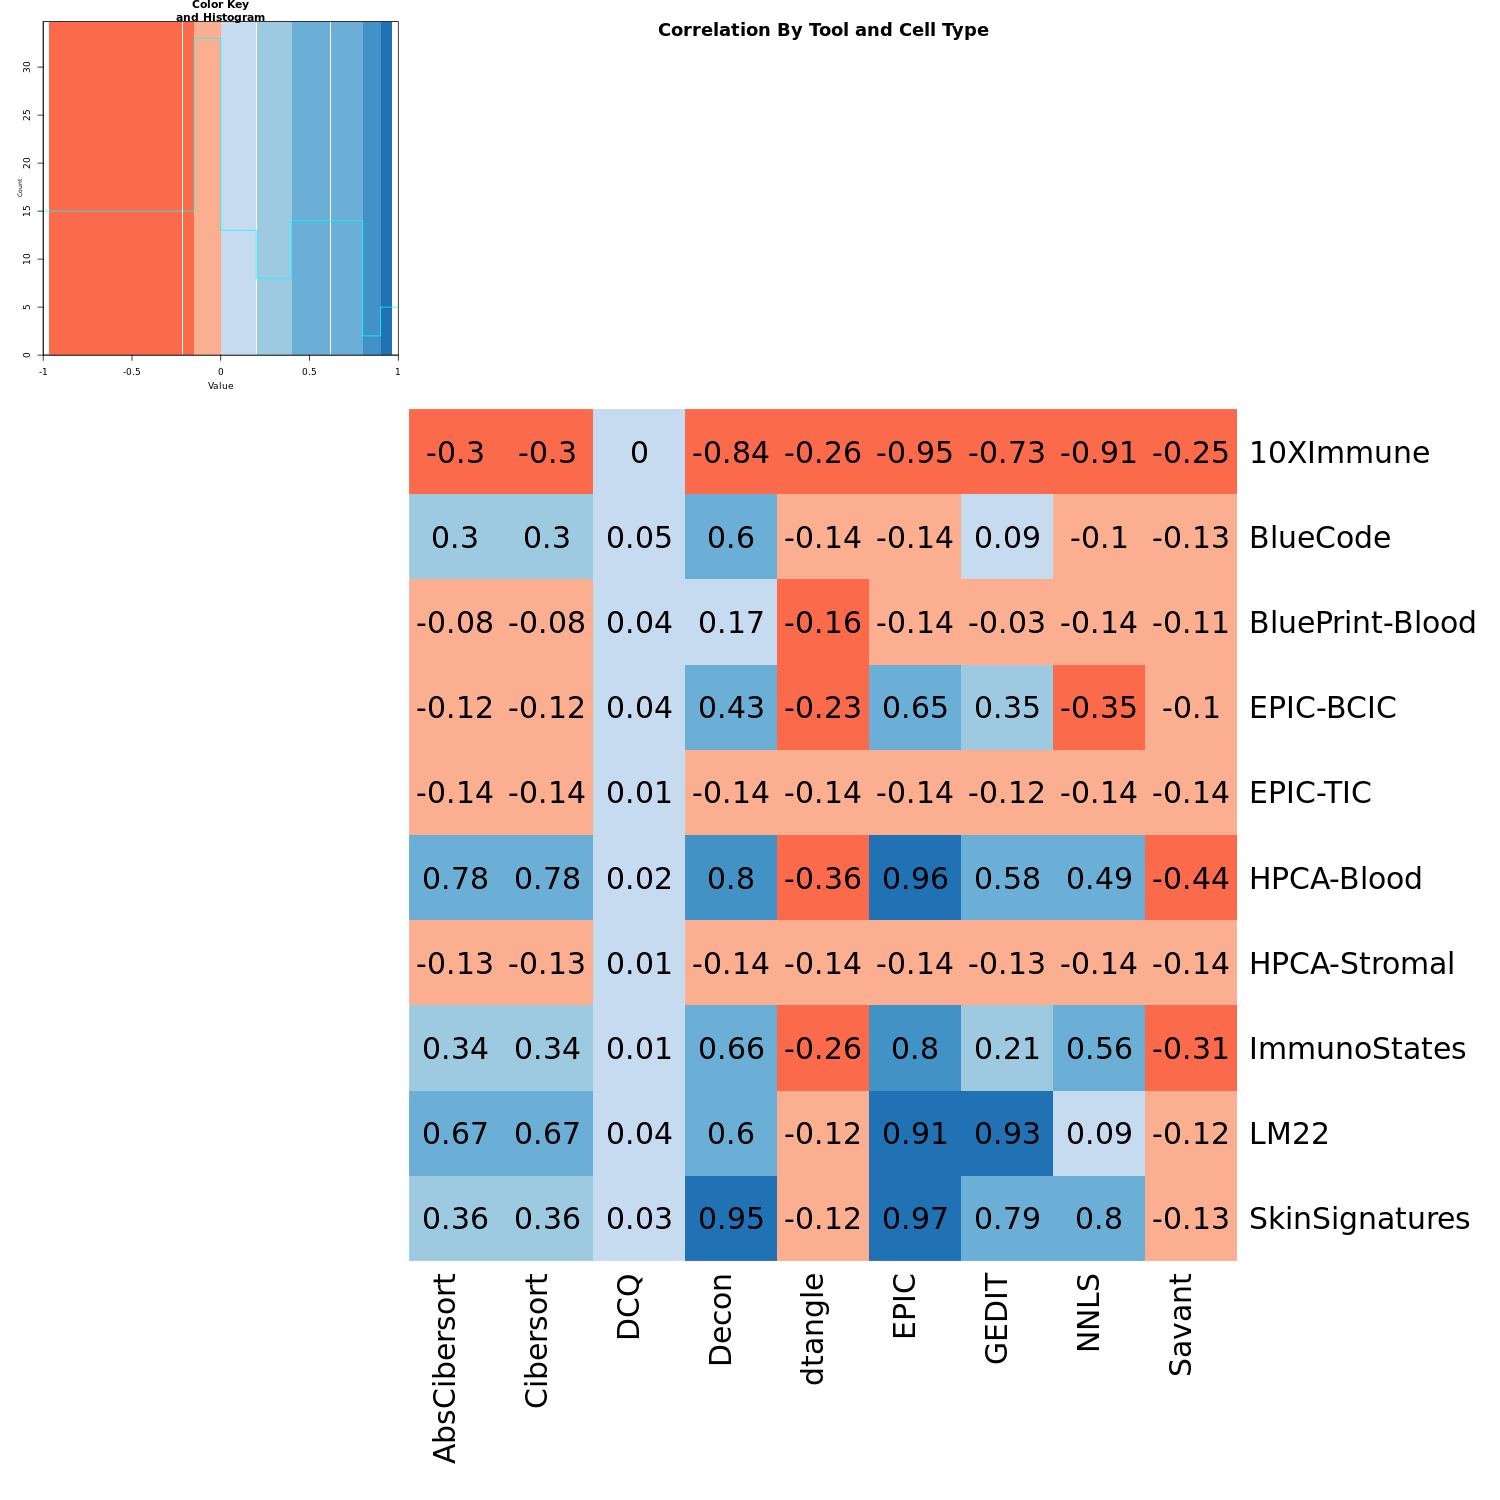 Color Key
and Histogram
Correlation By Tool and Cell Type
Count
0 5 10 15 20 25 30
-1 -0.5 0 0.5 1
Value
-0.3 -0.3 0 -0.84 -0.26 -0.95 -0.73 -0.91 -0.25 10XImmune
0.3 0.3 0.05 0.6 -0.14 -0.14 0.09 -0.1 -0.13 BlueCode
-0.08 -0.08 0.04 0.17 -0.16 -0.14 -0.03 -0.14 -0.11 BluePrint-Blood
-0.12 -0.12 0.04 0.43 -0.23 0.65 0.35 -0.35 -0.1 EPIC-BCIC
-0.14 -0.14 0.01 -0.14 -0.14 -0.14 -0.12 -0.14 -0.14 EPIC-TIC
0.78 0.78 0.02 0.8 -0.36 0.96 0.58 0.49 -0.44 HPCA-Blood
-0.13 -0.13 0.01 -0.14 -0.14 -0.14 -0.13 -0.14 -0.14 HPCA-Stromal
0.34 0.34 0.01 0.66 -0.26 0.8 0.21 0.56 -0.31 ImmunoStates
0.67 0.67 0.04 0.6 -0.12 0.91 0.93 0.09 -0.12 LM22
0.36 0.36 0.03 0.95 -0.12 0.97 0.79 0.8 -0.13 SkinSignatures
AbsCibersort Cibersort DCQ Decon dtangle EPIC GEDIT NNLS Savant